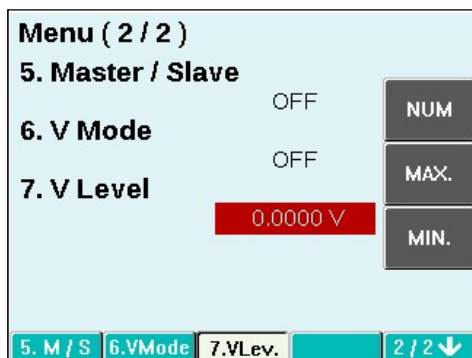 Menu ( 2 / 2 )
5. Master / Slave
OFF
NUM
6. V Mode
OFF
MAX.
7. V Level
0.0000 V
MIN.
5. M / S 6.VMode 7.VLev. 2 / 2